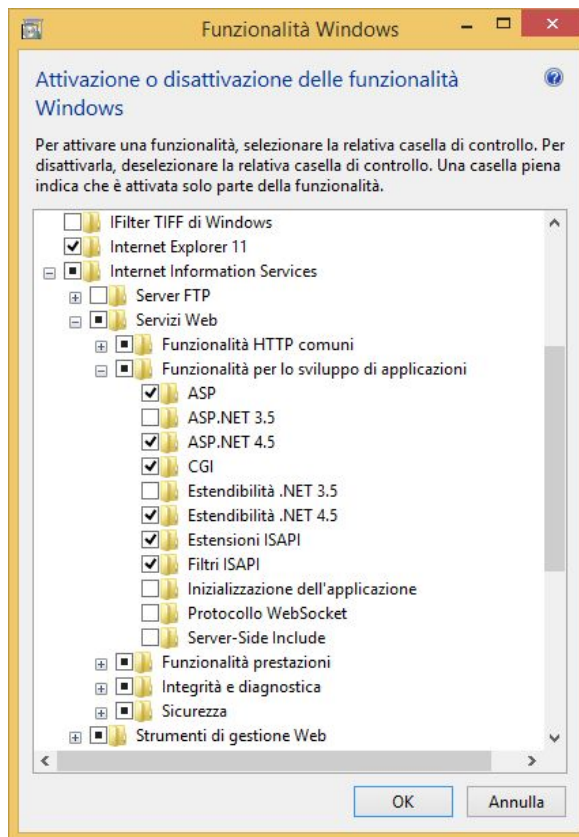 Funzionalità Windows
Attivazione o disattivazione delle funzionalità
Windows
Per attivare una funzionalità, selezionare la relativa casella di controllo. Per
disattivarla, deselezionare la relativa casella di controllo. Una casella piena
indica che è attivata solo parte della funzionalità.
IFilter TIFF di Windows
Internet Explorer 11
Internet Information Services
Server FTP
Servizi Web
Funzionalità HTTP comuni
Funzionalità per lo sviluppo di applicazioni
ASP
ASP.NET 3.5
ASP.NET 4.5
CGI
Estendibilità .NET 3.5
Estendibilità .NET 4.5
Estensioni ISAPI
Filtri ISAPI
Inizializzazione dell'applicazione
Protocollo WebSocket
Server-Side Include
Funzionalità prestazioni
Integrità e diagnostica
Sicurezza
Strumenti di gestione Web
OK Annulla